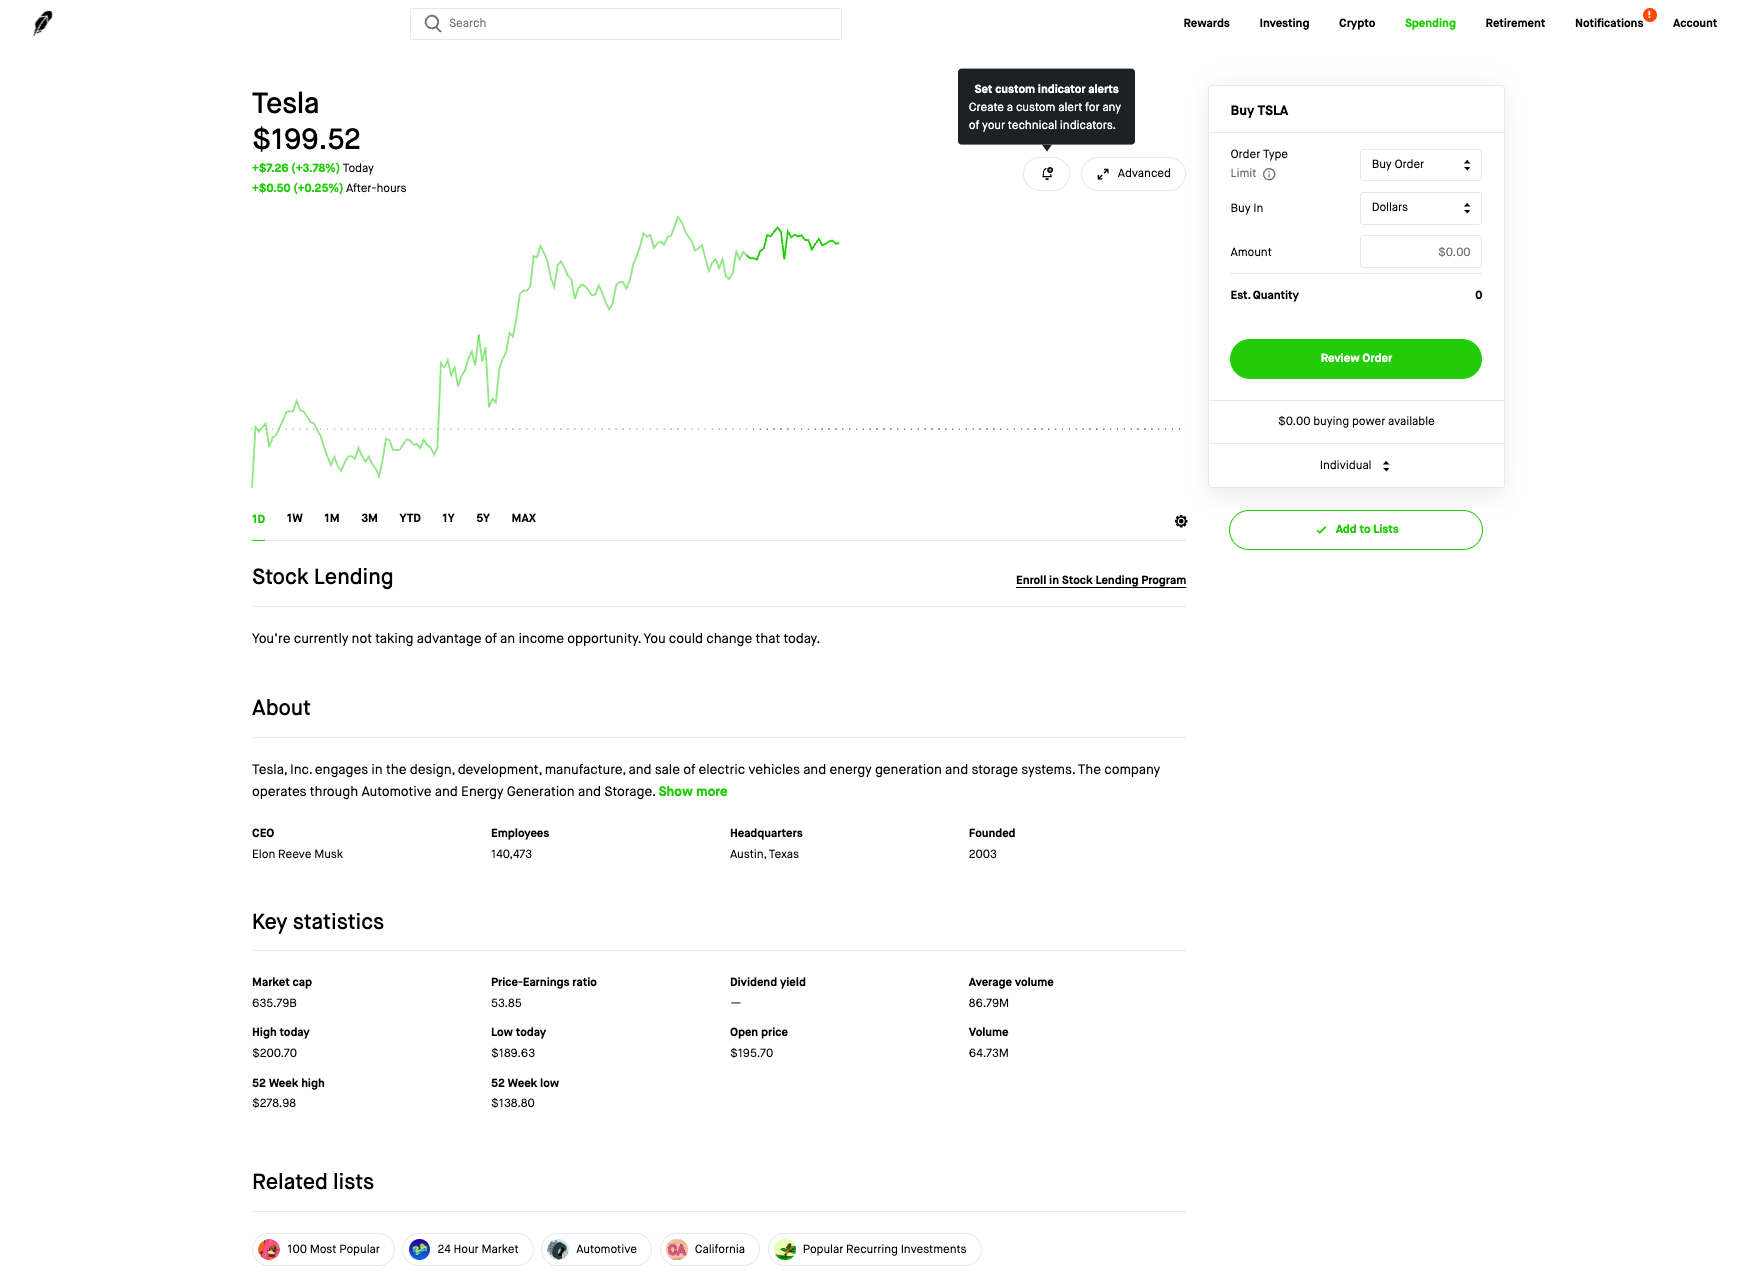 Search
Rewards
Investing
Crypto
Spending
Retirement
Notifications
!
Account
Set custom indicator alerts
Create a custom alert for any
of your technical indicators.
Tesla
$199.52
+$7.26 (+3.78%) Today
+$0.50 (+0.25%) After-hours
Advanced
1D
1W
1M
3M
YTD
1Y
5Y
MAX
Buy TSLA
Order Type
Limit
Buy Order
Buy In
Dollars
Amount
$0.00
Est. Quantity
0
Review Order
$0.00 buying power available
Individual
Add to Lists
Stock Lending
Enroll in Stock Lending Program
You're currently not taking advantage of an income opportunity. You could change that today.
About
Tesla, Inc. engages in the design, development, manufacture, and sale of electric vehicles and energy generation and storage systems. The company
operates through Automotive and Energy Generation and Storage. Show more
CEO
Elon Reeve Musk
Employees
140,473
Headquarters
Austin, Texas
Founded
2003
Key statistics
Market cap
635.79B
Price-Earnings ratio
53.85
Dividend yield
—
Average volume
86.79M
High today
$200.70
Low today
$189.63
Open price
$195.70
Volume
64.73M
52 Week high
$278.98
52 Week low
$138.80
Related lists
100 Most Popular
24 Hour Market
Automotive
CA
California
Popular Recurring Investments